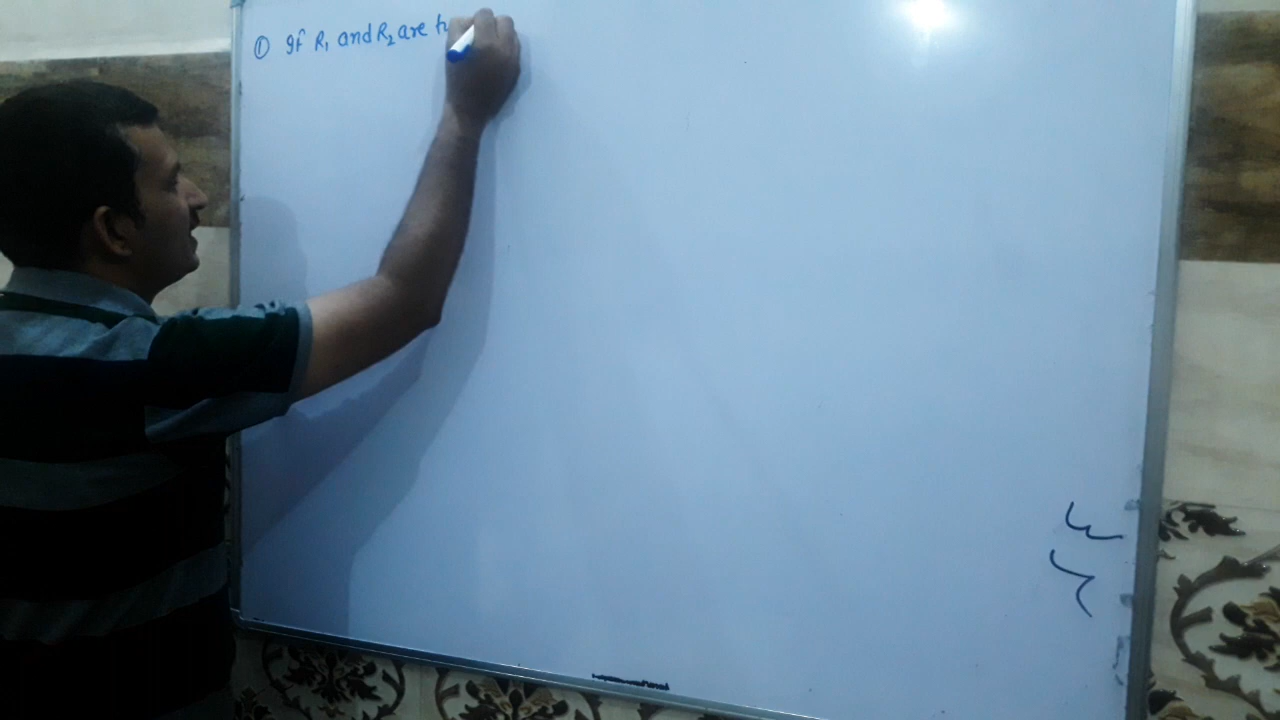 ① If R₁ and R₂ are